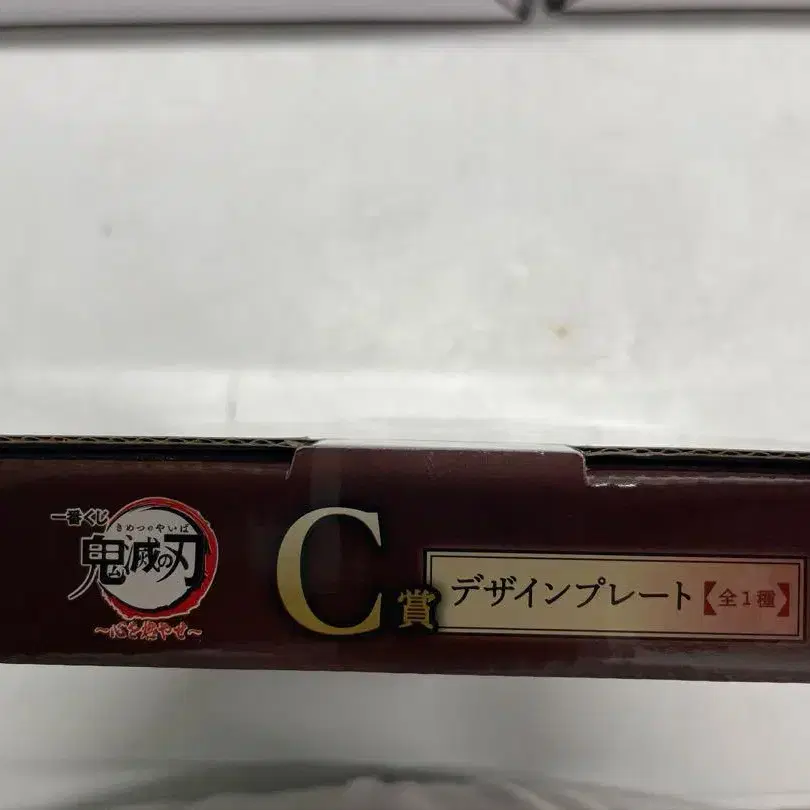 一番くじ
きめつのやいば
鬼滅の刃
～心を燃やせ～
C賞
デザインプレート【全1種】